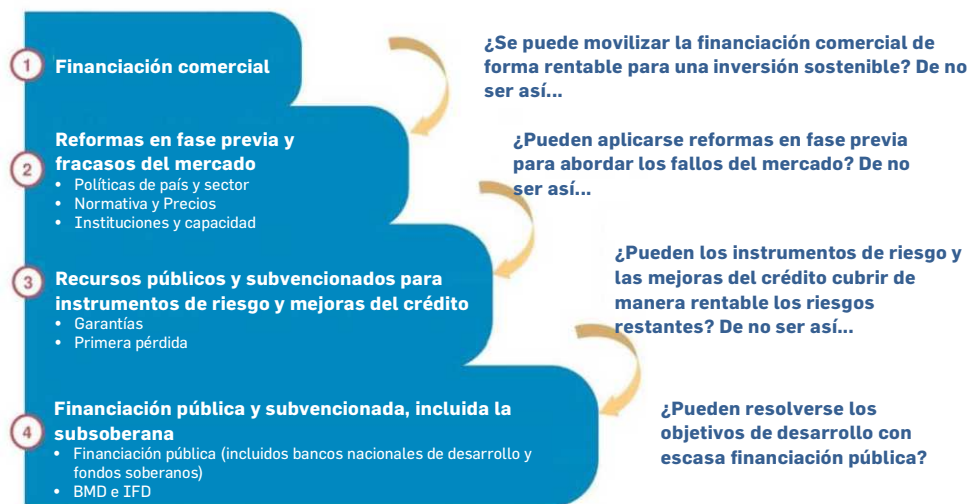 1
Financiación comercial
¿Se puede movilizar la financiación comercial de
forma rentable para una inversión sostenible? De no
ser así...
2
Reformas en fase previa y
fracasos del mercado
• Políticas de país y sector
• Normativa y Precios
• Instituciones y capacidad
¿Pueden aplicarse reformas en fase previa
para abordar los fallos del mercado? De no
ser así...
3
Recursos públicos y subvencionados para
instrumentos de riesgo y mejoras del crédito
• Garantías
• Primera pérdida
¿Pueden los instrumentos de riesgo y
las mejoras del crédito cubrir de
manera rentable los riesgos
restantes? De no ser así...
4
Financiación pública y subvencionada, incluida la
subsoberana
• Financiación pública (incluidos bancos nacionales de desarrollo y
fondos soberanos)
• BMD e IFD
¿Pueden resolverse los
objetivos de desarrollo con
escasa financiación pública?